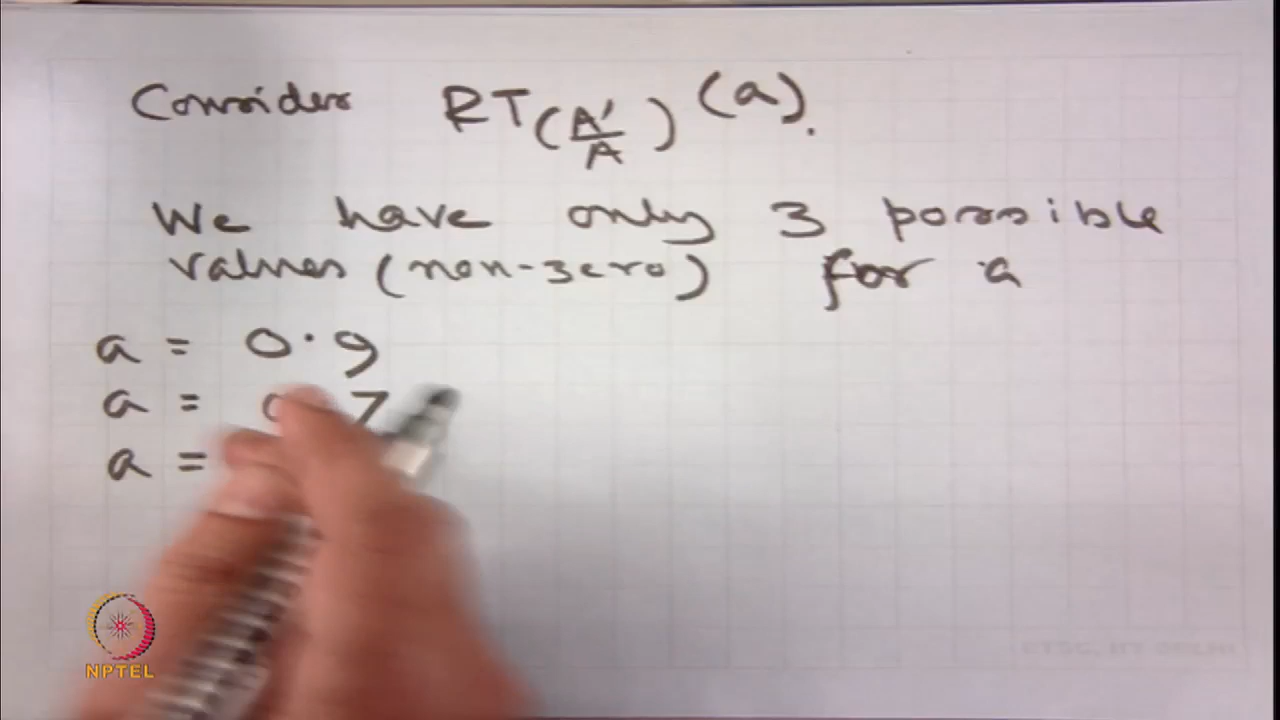 Consider RT(A'/A) (a).
We have only 3 possible
values (non-zero) for a
a = 0.9
a = 7
a =
NPTEL